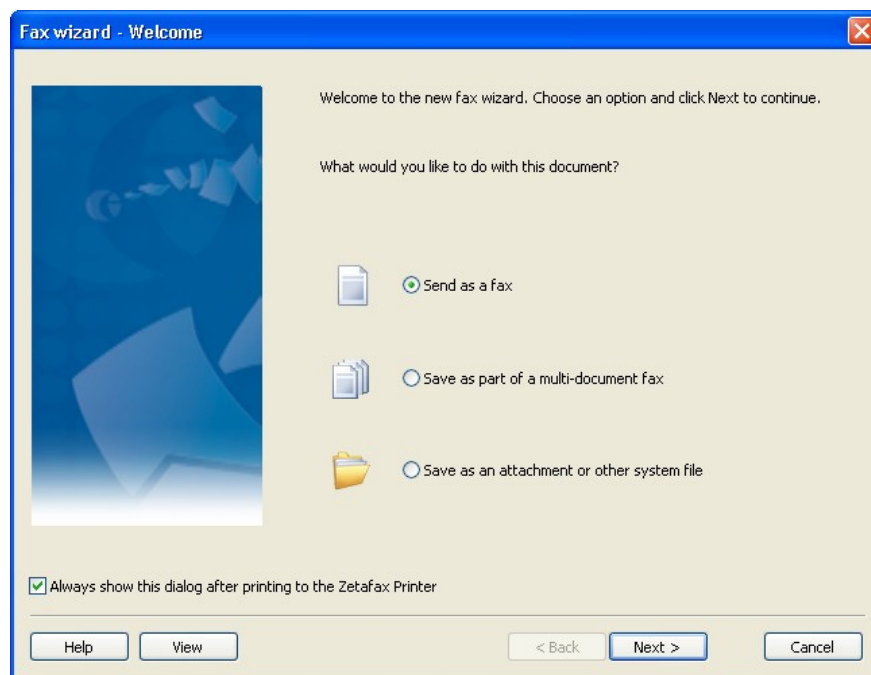 Fax wizard - Welcome
Welcome to the new fax wizard. Choose an option and click Next to continue.
What would you like to do with this document?
Send as a fax
Save as part of a multi-document fax
Save as an attachment or other system file
Always show this dialog after printing to the Zetafax Printer
Help View < Back Next > Cancel